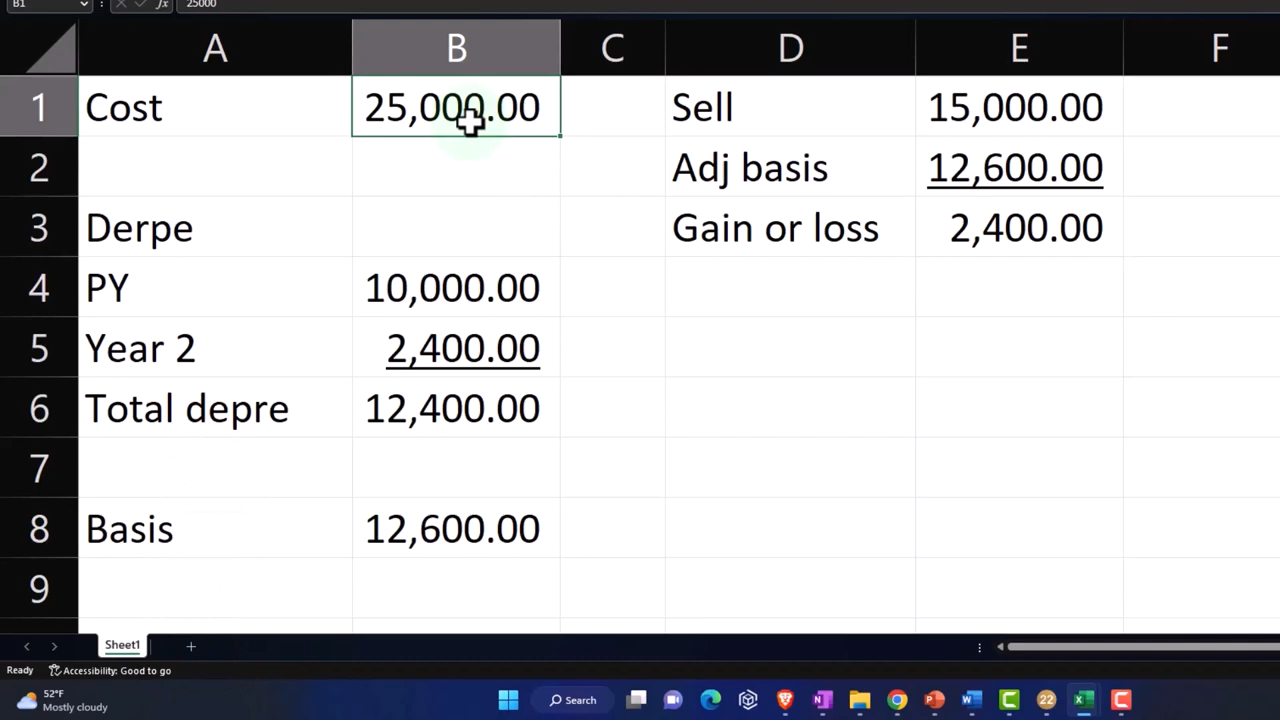 B1 fx 25000
A B C D E F
1 Cost 25,000.00 Sell 15,000.00
2 Adj basis 12,600.00
3 Derpe Gain or loss 2,400.00
4 PY 10,000.00
5 Year 2 2,400.00
6 Total depre 12,400.00
7
8 Basis 12,600.00
9
Sheet1
Ready Accessibility: Good to go
52°F
Mostly cloudy
Search
22